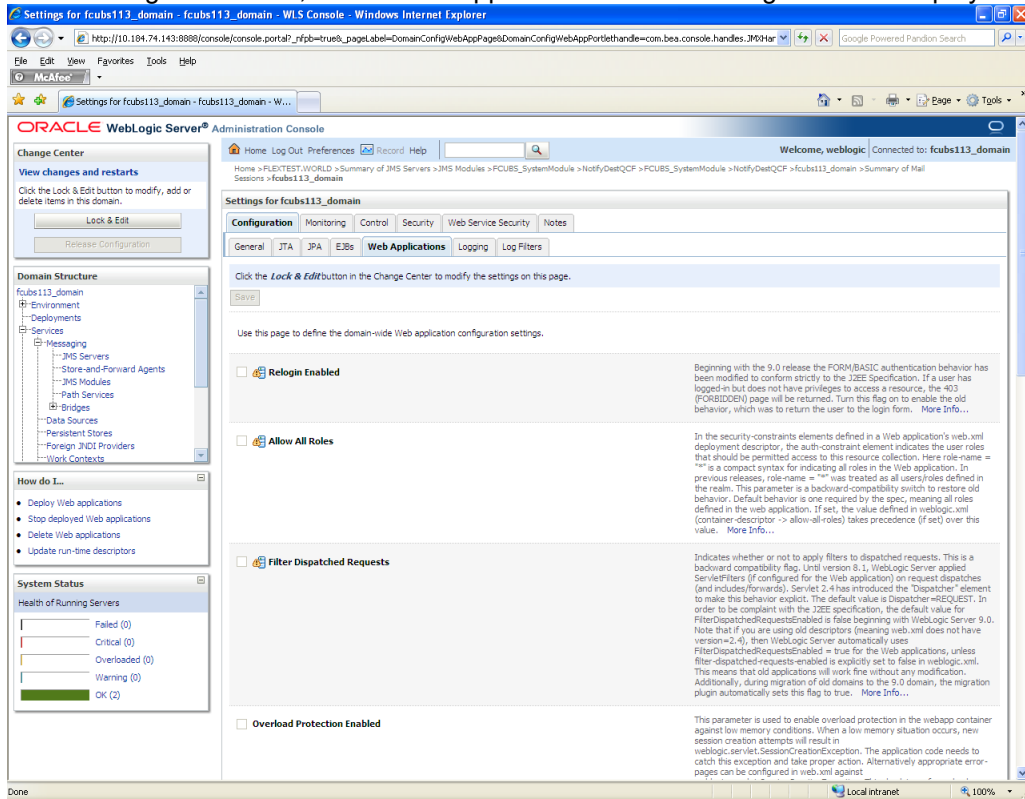 Settings for fcubs113_domain - fcubs113_domain - WLS Console - Windows Internet Explorer
http://10.184.74.143:8888/console/console.portal?_nfpb=true&_pageLabel=DomainConfigWebAppPage&DomainConfigWebAppPortlethandle=com.bea.console.handles.JMXHar
Google Powered Pandion Search
File Edit View Favorites Tools Help
McAfee
Settings for fcubs113_domain - fcubs113_domain - W...
Page Tools
ORACLE WebLogic Server® Administration Console
Change Center
View changes and restarts
Click the Lock & Edit button to modify, add or
delete items in this domain.
Lock & Edit
Release Configuration
Domain Structure
fcubs113_domain
Environment
Deployments
Services
Messaging
JMS Servers
Store-and-Forward Agents
JMS Modules
Path Services
Bridges
Data Sources
Persistent Stores
Foreign JNDI Providers
Work Contexts
How do I...
Deploy Web applications
Stop deployed Web applications
Delete Web applications
Update run-time descriptors
System Status
Health of Running Servers
Failed (0)
Critical (0)
Overloaded (0)
Warning (0)
OK (2)
Home Log Out Preferences Record Help
Welcome, weblogic Connected to: fcubs113_domain
Home >FLEXTEST.WORLD >Summary of JMS Servers >JMS Modules >FCUBS_SystemModule >NotifyDestQCF >FCUBS_SystemModule >NotifyDestQCF >fcubs113_domain >Summary of Mail
Sessions >fcubs113_domain
Settings for fcubs113_domain
Configuration Monitoring Control Security Web Service Security Notes
General JTA JPA EJBs Web Applications Logging Log Filters
Click the Lock & Edit button in the Change Center to modify the settings on this page.
Save
Use this page to define the domain-wide Web application configuration settings.
Relogin Enabled
Beginning with the 9.0 release the FORM/BASIC authentication behavior has
been modified to conform strictly to the J2EE Specification. If a user has
logged-in but does not have privileges to access a resource, the 403
(FORBIDDEN) page will be returned. Turn this flag on to enable the old
behavior, which was to return the user to the login form. More Info...
Allow All Roles
In the security-constraints elements defined in a Web application's web.xml
deployment descriptor, the auth-constraint element indicates the user roles
that should be permitted access to this resource collection. Here role-name =
"*" is a compact syntax for indicating all roles in the Web application. In
previous releases, role-name = "*" was treated as all users/roles defined in
the realm. This parameter is a backward-compatibility switch to restore old
behavior. Default behavior is one required by the spec, meaning all roles
defined in the web application. If set, the value defined in weblogic.xml
(container-descriptor -> allow-all-roles) takes precedence (if set) over this
value. More Info...
Filter Dispatched Requests
Indicates whether or not to apply filters to dispatched requests. This is a
backward compatibility flag. Until version 8.1, WebLogic Server applied
ServletFilters (if configured for the Web application) on request dispatches
(and includes/forwards). Servlet 2.4 has introduced the "Dispatcher" element
to make this behavior explicit. The default value is Dispatcher=REQUEST. In
order to be complaint with the J2EE specification, the default value for
FilterDispatchedRequestsEnabled is false beginning with WebLogic Server 9.0.
Note that if you are using old descriptors (meaning web.xml does not have
version=2.4), then WebLogic Server automatically uses
FilterDispatchedRequestsEnabled = true for the Web applications, unless
filter-dispatched-requests-enabled is explicitly set to false in weblogic.xml.
This means that old applications will work fine without any modification.
Additionally, during migration of old domains to the 9.0 domain, the migration
plugin automatically sets this flag to true. More Info...
Overload Protection Enabled
This parameter is used to enable overload protection in the webapp container
against low memory conditions. When a low memory situation occurs, new
session creation attempts will result in
weblogic.servlet.SessionCreationException. The application code needs to
catch this exception and take proper action. Alternatively appropriate error-
pages can be configured in web.xml against
Done
Local intranet
100%